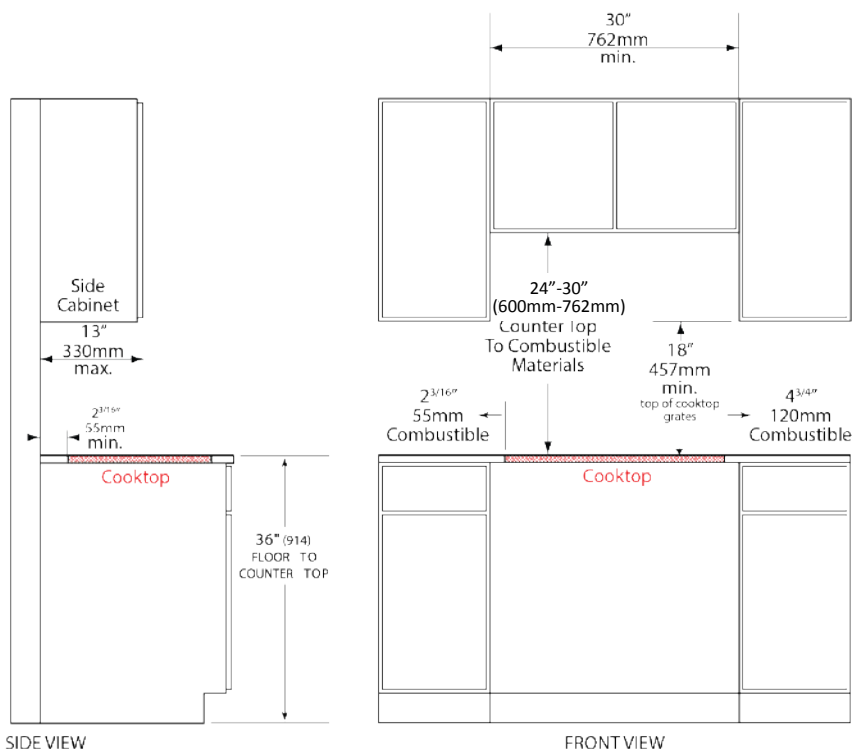 30"
762mm
min.
Side
Cabinet
13"
330mm
max.
2 3/16"
55mm
min.
Cooktop
36" (914)
FLOOR TO
COUNTER TOP
SIDE VIEW
24"-30"
(600mm-762mm)
Counter Top
To Combustible
Materials
18"
457mm
min.
top of cooktop
grates
2 3/16"
55mm
Combustible
4 3/4"
120mm
Combustible
Cooktop
FRONT VIEW